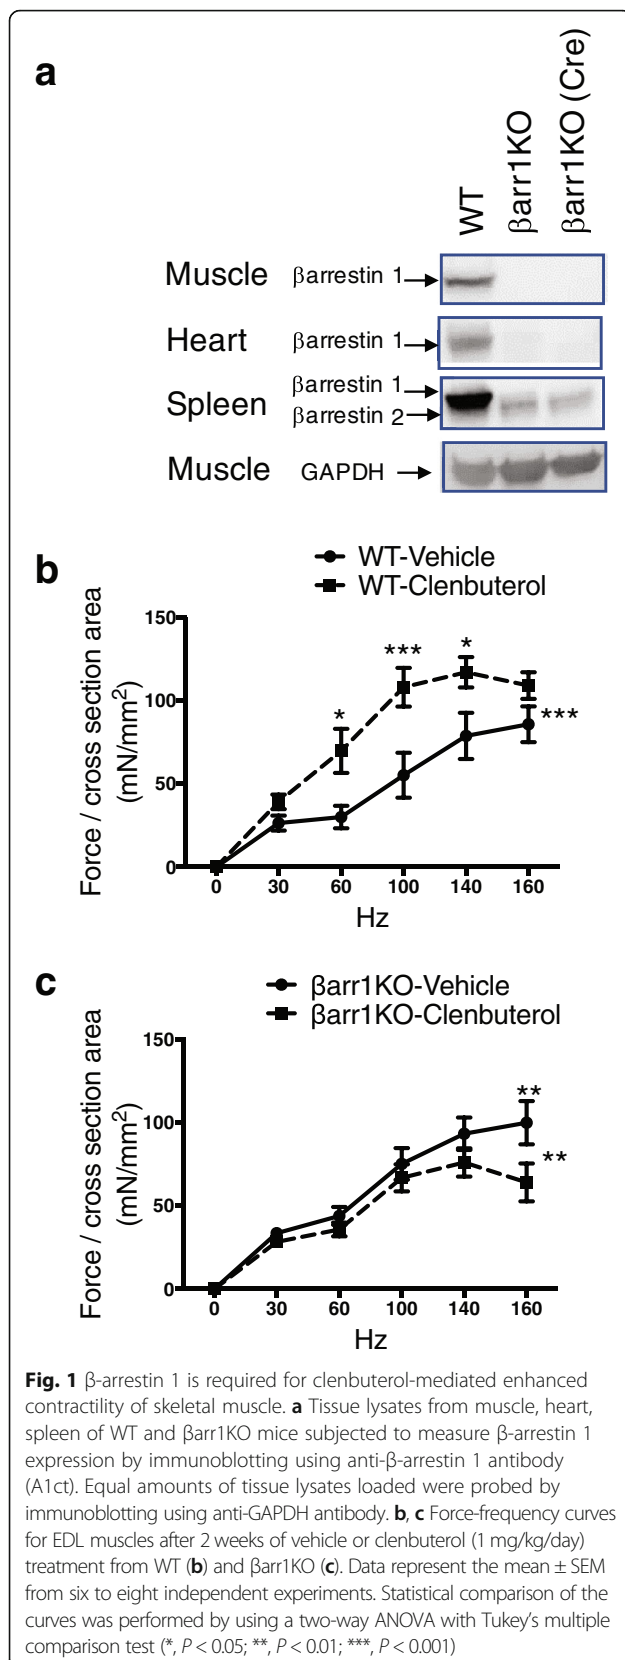 a
WT
βarr1KO
βarr1KO (Cre)
Muscle βarrestin 1
Heart βarrestin 1
βarrestin 1
Spleen
βarrestin 2
Muscle GAPDH
b
WT-Vehicle
WT-Clenbuterol
Force / cross section area
(mN/mm²)
150
100
50
0
***
*
*
***
0 30 60 100 140 160
Hz
c
βarr1KO-Vehicle
βarr1KO-Clenbuterol
Force / cross section area
(mN/mm²)
150
100
50
0
**
**
0 30 60 100 140 160
Hz
Fig. 1 β-arrestin 1 is required for clenbuterol-mediated enhanced
contractility of skeletal muscle. a Tissue lysates from muscle, heart,
spleen of WT and βarr1KO mice subjected to measure β-arrestin 1
expression by immunoblotting using anti-β-arrestin 1 antibody
(A1ct). Equal amounts of tissue lysates loaded were probed by
immunoblotting using anti-GAPDH antibody. b, c Force-frequency curves
for EDL muscles after 2 weeks of vehicle or clenbuterol (1 mg/kg/day)
treatment from WT (b) and βarr1KO (c). Data represent the mean ± SEM
from six to eight independent experiments. Statistical comparison of the
curves was performed by using a two-way ANOVA with Tukey's multiple
comparison test (*, P < 0.05; **, P < 0.01; ***, P < 0.001)